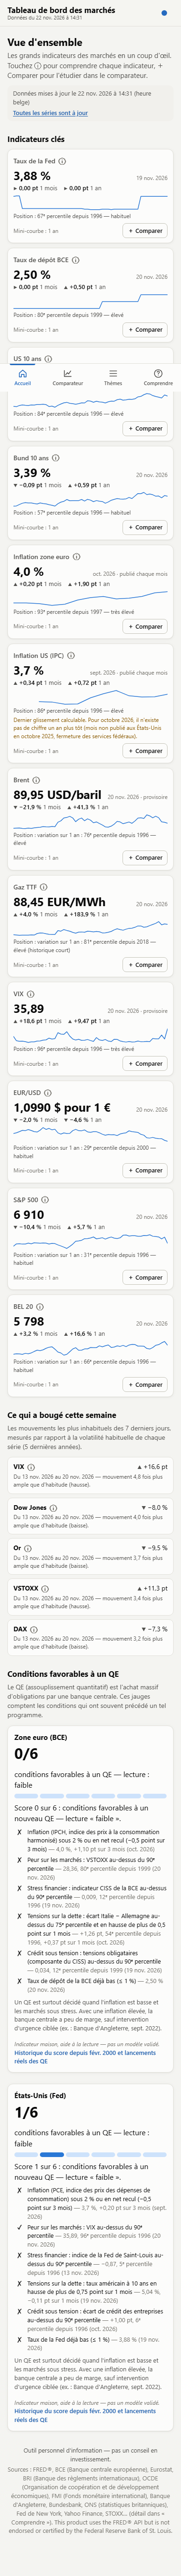 Tableau de bord des marchés
Données du 22 nov. 2026 à 14:31
Vue d'ensemble
Les grands indicateurs des marchés en un coup d'œil.
Touchez ⓘ pour comprendre chaque indicateur, +
Comparer pour l'étudier dans le comparateur.
Données mises à jour le 22 nov. 2026 à 14:31 (heure
belge)
Toutes les séries sont à jour
Indicateurs clés
Taux de la Fed ⓘ
3,88 % 19 nov. 2026
▸ 0,00 pt 1 mois ▸ 0,00 pt 1 an
Position : 67ᵉ percentile depuis 1996 — habituel
Mini-courbe : 1 an + Comparer
Taux de dépôt BCE ⓘ
2,50 % 20 nov. 2026
▸ 0,00 pt 1 mois ▲ +0,50 pt 1 an
Position : 80ᵉ percentile depuis 1999 — élevé
Mini-courbe : 1 an + Comparer
US 10 ans ⓘ
Accueil Comparateur Thèmes Comprendre
Position : 84ᵉ percentile depuis 1996 — élevé
Mini-courbe : 1 an + Comparer
Bund 10 ans ⓘ
3,39 % 20 nov. 2026
▼ −0,09 pt 1 mois ▲ +0,59 pt 1 an
Position : 57ᵉ percentile depuis 1996 — habituel
Mini-courbe : 1 an + Comparer
Inflation zone euro ⓘ
4,0 % oct. 2026 · publié chaque mois
▲ +0,20 pt 1 mois ▲ +1,90 pt 1 an
Position : 93ᵉ percentile depuis 1997 — très élevé
Mini-courbe : 1 an + Comparer
Inflation US (IPC) ⓘ
3,7 % sept. 2026 · publié chaque mois
▲ +0,34 pt 1 mois ▲ +0,72 pt 1 an
Position : 86ᵉ percentile depuis 1996 — élevé
Dernier glissement calculable. Pour octobre 2026, il n'existe
pas de chiffre un an plus tôt (mois non publié aux États-Unis
en octobre 2025, fermeture des services fédéraux).
Mini-courbe : 1 an + Comparer
Brent ⓘ
89,95 USD/baril 20 nov. 2026 · provisoire
▼ −21,9 % 1 mois ▲ +41,3 % 1 an
Position : variation sur 1 an : 76ᵉ percentile depuis 1996 —
élevé
Mini-courbe : 1 an + Comparer
Gaz TTF ⓘ
88,45 EUR/MWh 20 nov. 2026
▲ +4,0 % 1 mois ▲ +183,9 % 1 an
Position : variation sur 1 an : 81ᵉ percentile depuis 2018 —
élevé (historique court)
Mini-courbe : 1 an + Comparer
VIX ⓘ
35,89 20 nov. 2026 · provisoire
▲ +18,6 pt 1 mois ▲ +9,47 pt 1 an
Position : 96ᵉ percentile depuis 1996 — très élevé
Mini-courbe : 1 an + Comparer
EUR/USD ⓘ
1,0990 $ pour 1 € 20 nov. 2026
▼ −2,0 % 1 mois ▼ −4,6 % 1 an
Position : variation sur 1 an : 29ᵉ percentile depuis 2000 —
habituel
Mini-courbe : 1 an + Comparer
S&P 500 ⓘ
6 910 20 nov. 2026
▼ −10,4 % 1 mois ▲ +5,7 % 1 an
Position : variation sur 1 an : 31ᵉ percentile depuis 1996 —
habituel
Mini-courbe : 1 an + Comparer
BEL 20 ⓘ
5 798 20 nov. 2026
▲ +3,2 % 1 mois ▲ +16,6 % 1 an
Position : variation sur 1 an : 66ᵉ percentile depuis 1996 —
habituel
Mini-courbe : 1 an + Comparer
Ce qui a bougé cette semaine
Les mouvements les plus inhabituels des 7 derniers jours,
mesurés par rapport à la volatilité habituelle de chaque
série (5 dernières années).
VIX ⓘ ▲ +16,6 pt
Du 13 nov. 2026 au 20 nov. 2026 — mouvement 4,8 fois plus
ample que d'habitude (hausse).
Dow Jones ⓘ ▼ −8,0 %
Du 13 nov. 2026 au 20 nov. 2026 — mouvement 4,0 fois plus
ample que d'habitude (baisse).
Or ⓘ ▼ −9,5 %
Du 13 nov. 2026 au 20 nov. 2026 — mouvement 3,7 fois plus
ample que d'habitude (baisse).
VSTOXX ⓘ ▲ +11,3 pt
Du 13 nov. 2026 au 20 nov. 2026 — mouvement 3,4 fois plus
ample que d'habitude (hausse).
DAX ⓘ ▼ −7,3 %
Du 13 nov. 2026 au 20 nov. 2026 — mouvement 3,2 fois plus
ample que d'habitude (baisse).
Conditions favorables à un QE
Le QE (assouplissement quantitatif) est l'achat massif
d'obligations par une banque centrale. Ces jauges
comptent les conditions qui ont souvent précédé un tel
programme.
Zone euro (BCE)
0/6
conditions favorables à un QE — lecture :
faible
Score 0 sur 6 : conditions favorables à un
nouveau QE — lecture « faible ».
✗ Inflation (IPCH, indice des prix à la consommation
harmonisé) sous 2 % ou en net recul (−0,5 point sur
3 mois) — 4,0 %, +1,10 pt sur 3 mois (oct. 2026)
✗ Peur sur les marchés : VSTOXX au-dessus du 90ᵉ
percentile — 28,36, 80ᵉ percentile depuis 1999 (20
nov. 2026)
✗ Stress financier : indicateur CISS de la BCE au-dessus
du 90ᵉ percentile — 0,009, 12ᵉ percentile depuis
1996 (19 nov. 2026)
✗ Tensions sur la dette : écart Italie − Allemagne au-
dessus du 75ᵉ percentile et en hausse de plus de 0,5
point sur 1 mois — +1,26 pt, 54ᵉ percentile depuis
1996, +0,37 pt sur 1 mois (oct. 2026)
✗ Crédit sous tension : tensions obligataires
(composante du CISS) au-dessus du 90ᵉ percentile
— 0,034, 12ᵉ percentile depuis 1999 (19 nov. 2026)
✗ Taux de dépôt de la BCE déjà bas (≤ 1 %) — 2,50 %
(20 nov. 2026)
Un QE est surtout décidé quand l'inflation est basse et
les marchés sous stress. Avec une inflation élevée, la
banque centrale a peu de marge, sauf intervention
d'urgence ciblée (ex. : Banque d'Angleterre, sept. 2022).
Indicateur maison, aide à la lecture — pas un modèle validé.
Historique du score depuis févr. 2000 et lancements
réels des QE
États-Unis (Fed)
1/6
conditions favorables à un QE — lecture :
faible
Score 1 sur 6 : conditions favorables à un
nouveau QE — lecture « faible ».
✗ Inflation (PCE, indice des prix des dépenses de
consommation) sous 2 % ou en net recul (−0,5
point sur 3 mois) — 3,7 %, +0,20 pt sur 3 mois (sept.
2026)
✓ Peur sur les marchés : VIX au-dessus du 90ᵉ
percentile — 35,89, 96ᵉ percentile depuis 1996 (20
nov. 2026)
✗ Stress financier : indice de la Fed de Saint-Louis au-
dessus du 90ᵉ percentile — −0,87, 5ᵉ percentile
depuis 1996 (13 nov. 2026)
✗ Tensions sur la dette : taux américain à 10 ans en
hausse de plus de 0,75 point sur 1 mois — 5,04 %,
−0,11 pt sur 1 mois (19 nov. 2026)
✗ Crédit sous tension : écart de crédit des entreprises
au-dessus du 90ᵉ percentile — +1,00 pt, 6ᵉ
percentile depuis 1996 (oct. 2026)
✗ Taux de la Fed déjà bas (≤ 1 %) — 3,88 % (19 nov.
2026)
Un QE est surtout décidé quand l'inflation est basse et
les marchés sous stress. Avec une inflation élevée, la
banque centrale a peu de marge, sauf intervention
d'urgence ciblée (ex. : Banque d'Angleterre, sept. 2022).
Indicateur maison, aide à la lecture — pas un modèle validé.
Historique du score depuis févr. 2000 et lancements
réels des QE
Outil personnel d'information — pas un conseil en
investissement.
Sources : FRED®, BCE (Banque centrale européenne), Eurostat,
BRI (Banque des règlements internationaux), OCDE
(Organisation de coopération et de développement
économiques), FMI (Fonds monétaire international), Banque
d'Angleterre, Bundesbank, ONS (statistiques britanniques),
Fed de New York, Yahoo Finance, STOXX… (détail dans «
Comprendre »). This product uses the FRED® API but is not
endorsed or certified by the Federal Reserve Bank of St. Louis.